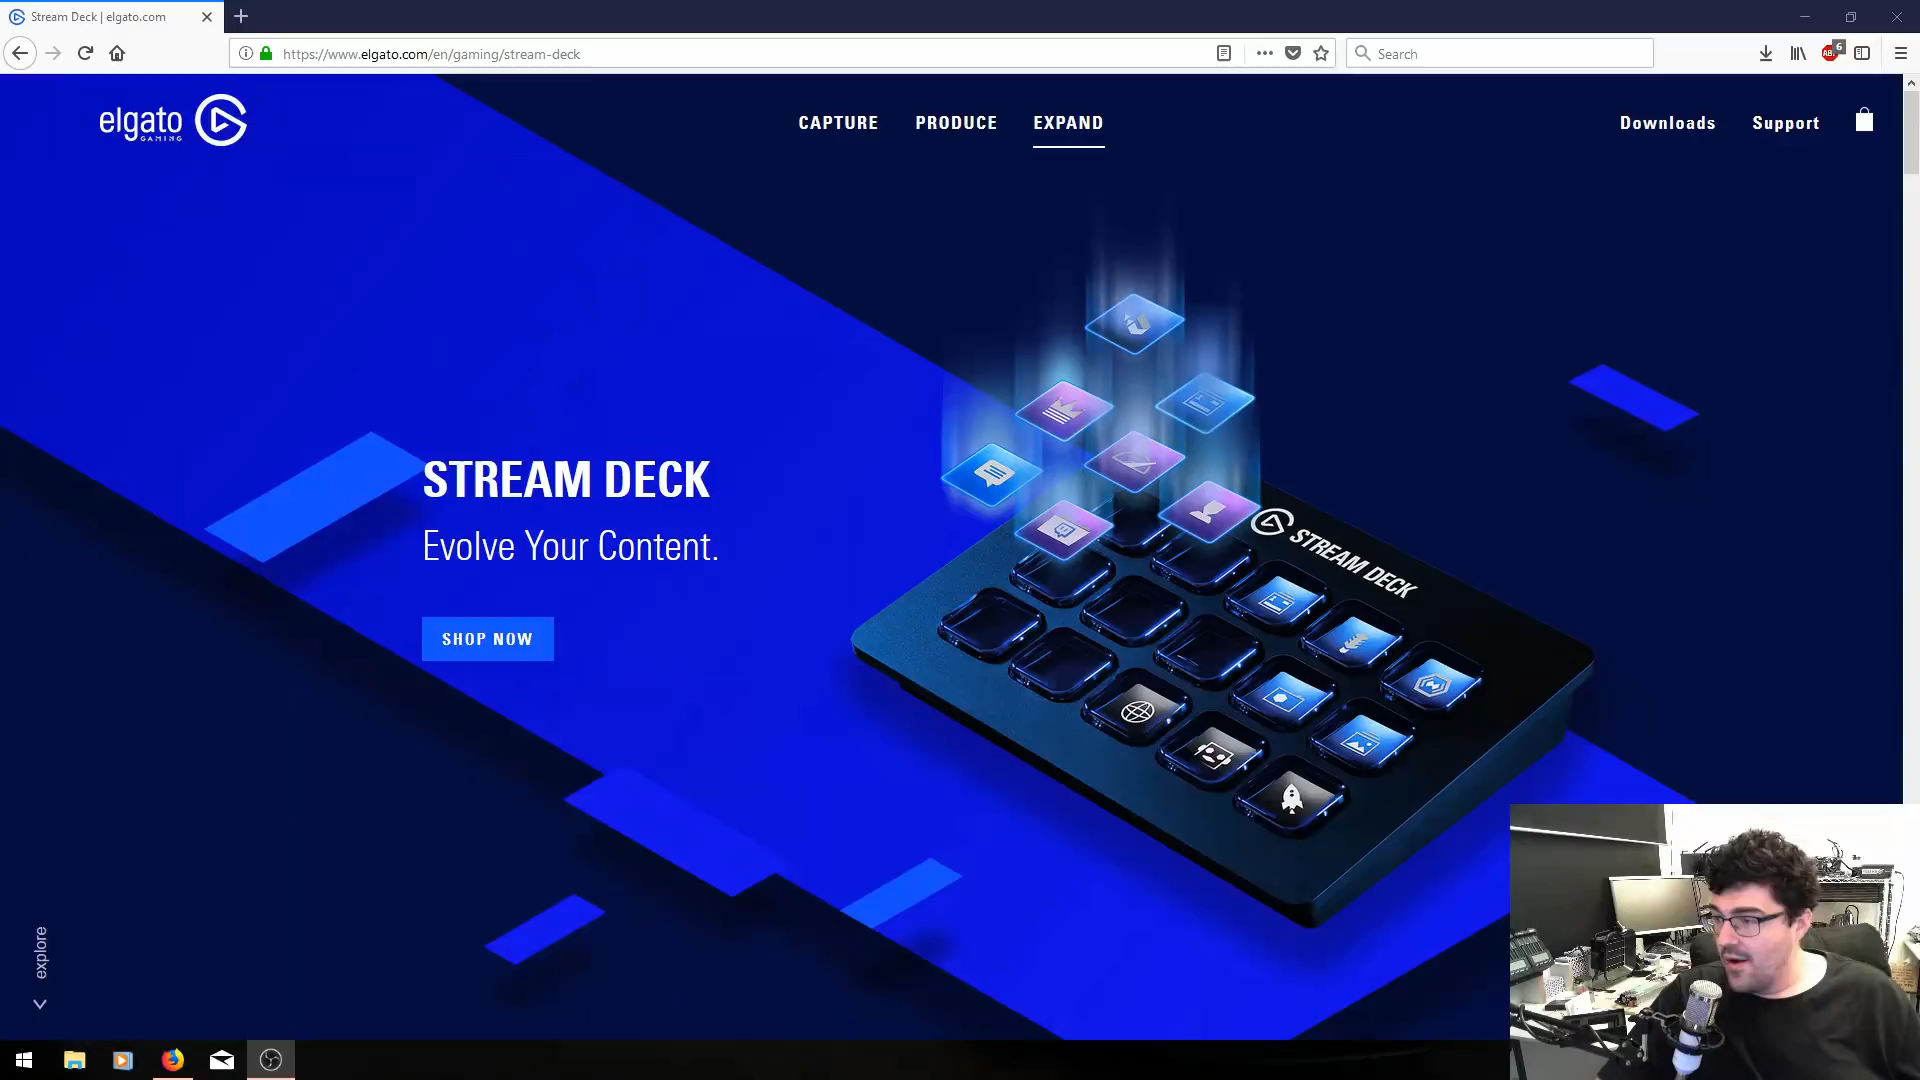 Stream Deck | elgato.com
https://www.elgato.com/en/gaming/stream-deck
Search
6
elgato
GAMING
CAPTURE
PRODUCE
EXPAND
Downloads
Support
STREAM DECK
Evolve Your Content.
SHOP NOW
STREAM DECK
explore